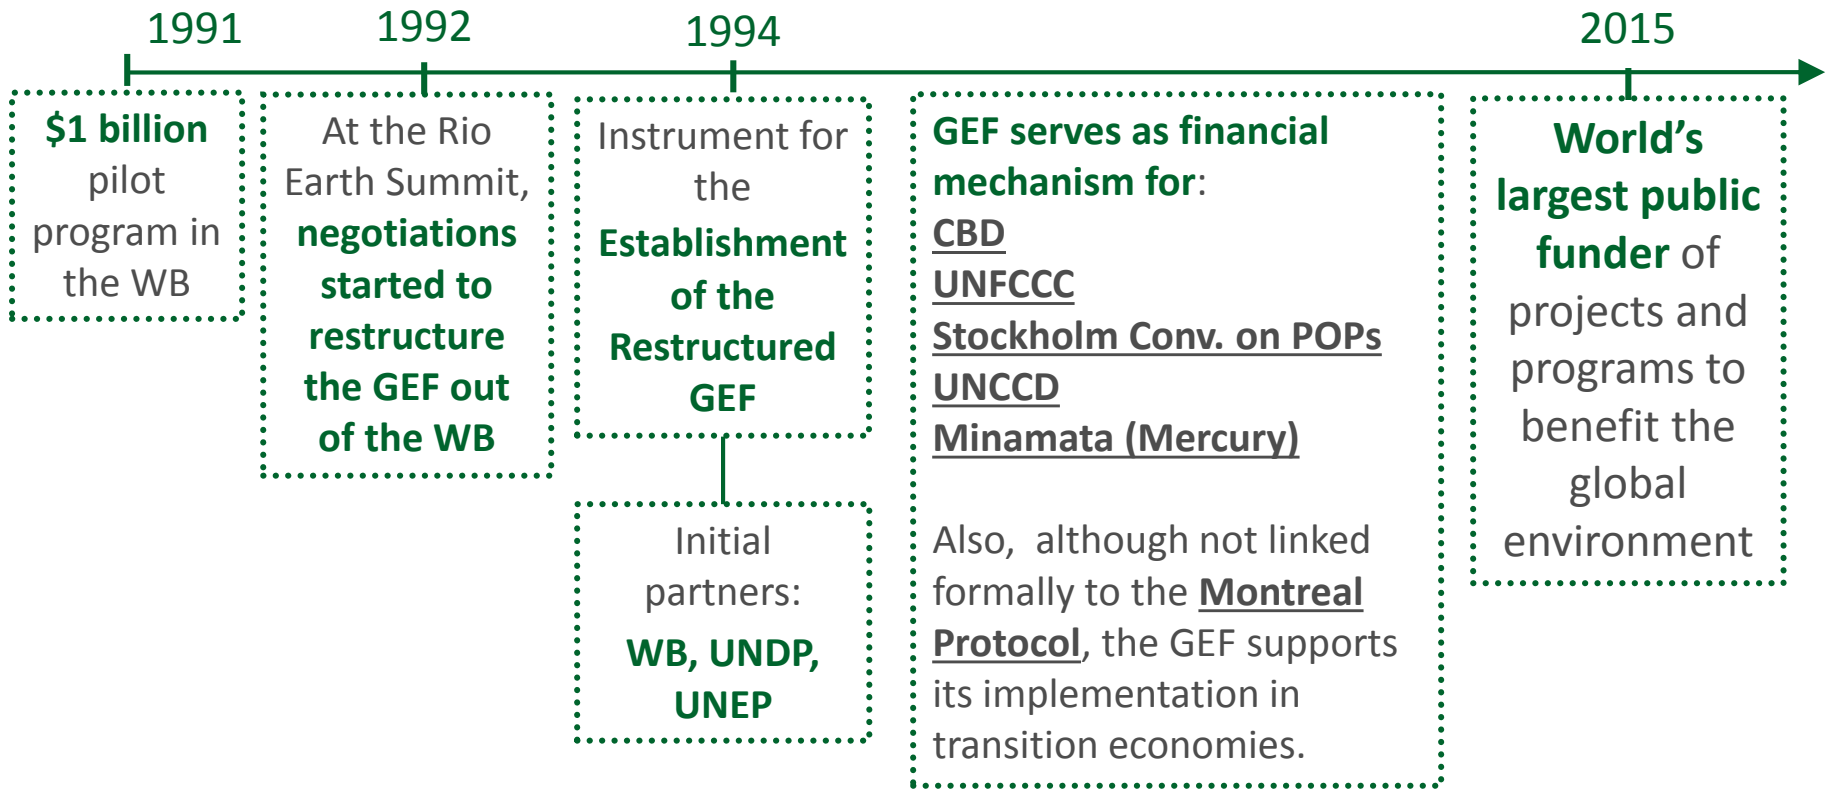 1991
$1 billion
pilot
program in
the WB
1992
At the Rio
Earth Summit,
negotiations
started to
restructure
the GEF out
of the WB
1994
Instrument for
the
Establishment
of the
Restructured
GEF
Initial
partners:
WB, UNDP,
UNEP
GEF serves as financial
mechanism for:
CBD
UNFCCC
Stockholm Conv. on POPs
UNCCD
Minamata (Mercury)
Also, although not linked
formally to the Montreal
Protocol, the GEF supports
its implementation in
transition economies.
2015
World’s
largest public
funder of
projects and
programs to
benefit the
global
environment